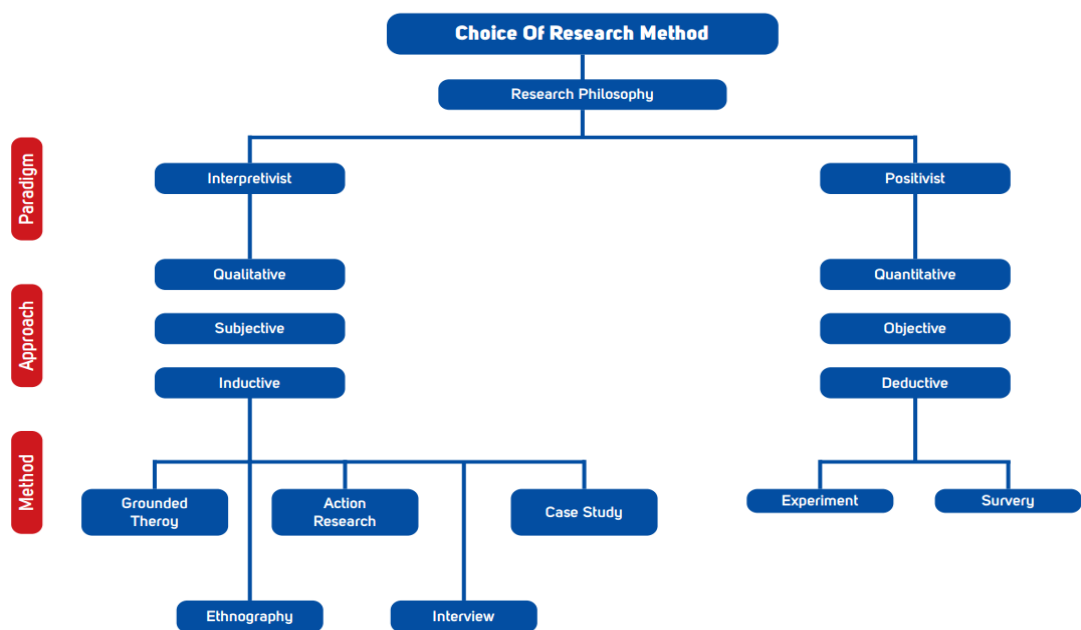 Choice Of Research Method
Research Philosophy
Paradigm
Interpretivist
Positivist
Approach
Qualitative
Quantitative
Subjective
Objective
Inductive
Deductive
Method
Grounded
Theroy
Action
Research
Case Study
Experiment
Survery
Ethnography
Interview